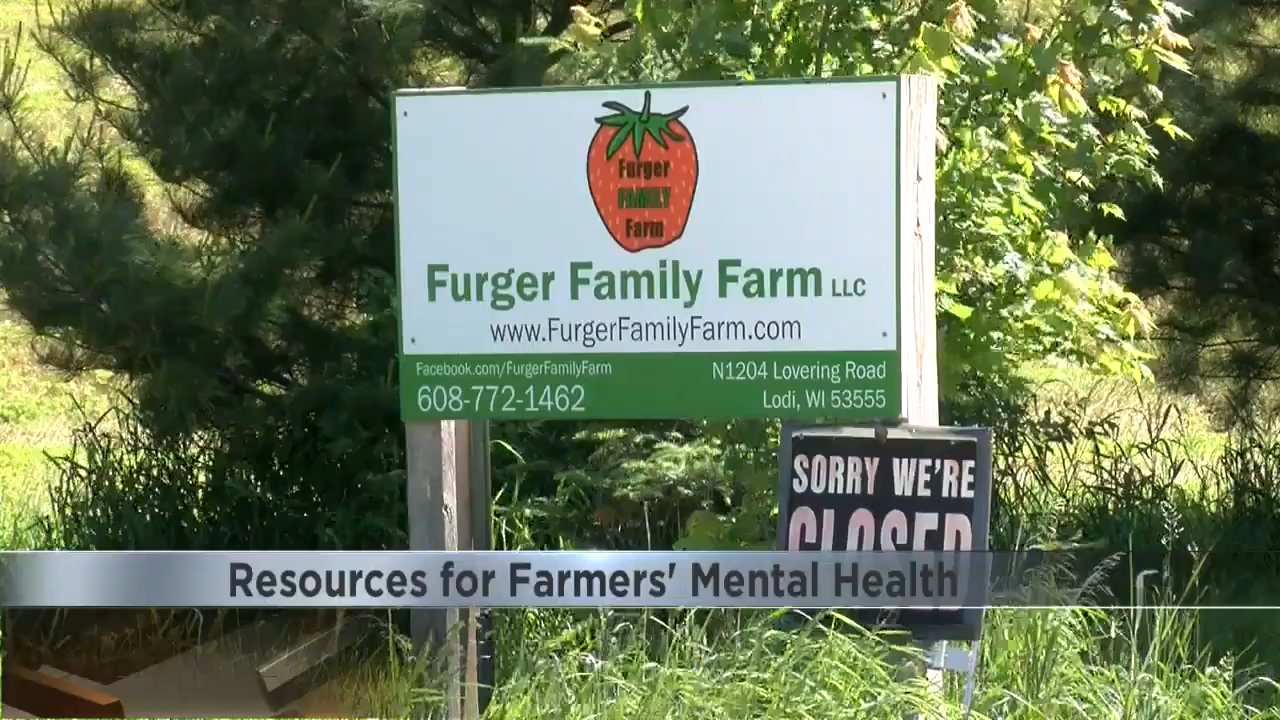 Furger
FAMILY
Farm
Furger Family Farm LLC
www.FurgerFamilyFarm.com
Facebook.com/FurgerFamilyFarm
N1204 Lovering Road
608-772-1462
Lodi, WI 53555
SORRY WE'RE
CLOSED
Resources for Farmers' Mental Health